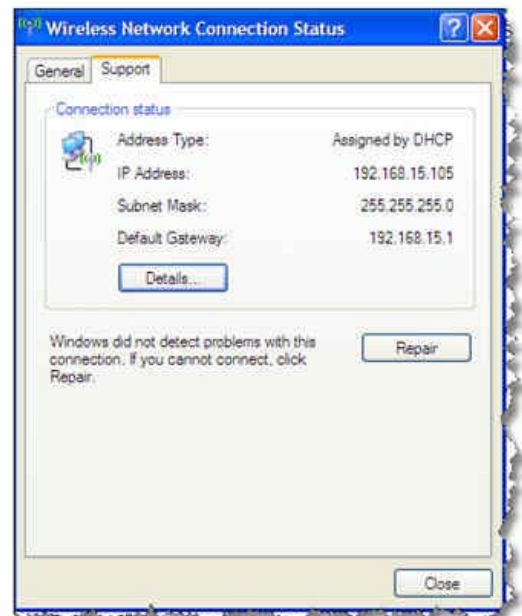 Wireless Network Connection Status
General Support
Connection status
Address Type: Assigned by DHCP
IP Address: 192.168.15.105
Subnet Mask: 255.255.255.0
Default Gateway: 192.168.15.1
Details...
Windows did not detect problems with this
connection. If you cannot connect, click
Repair.
Repair
Close